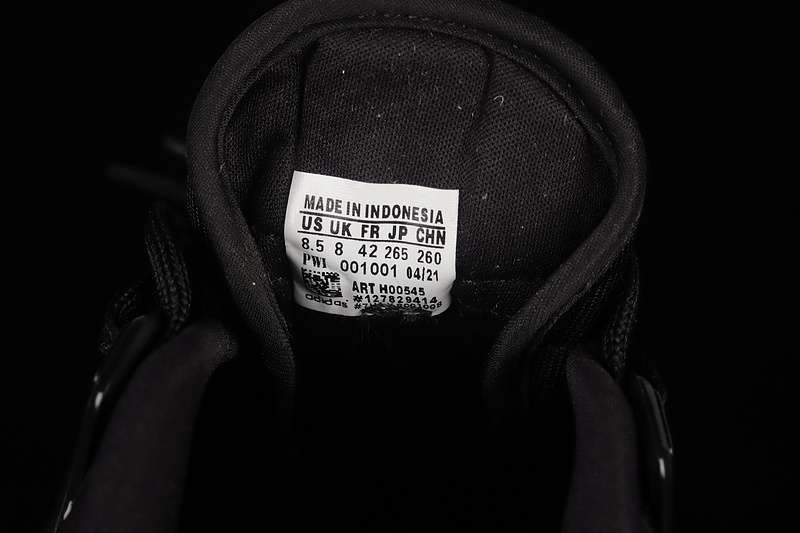 MADE IN INDONESIA
US UK FR JP CHN
8.5 8 42 265 260
PWI 001001 04/21
ART H00545
adidas #127829414